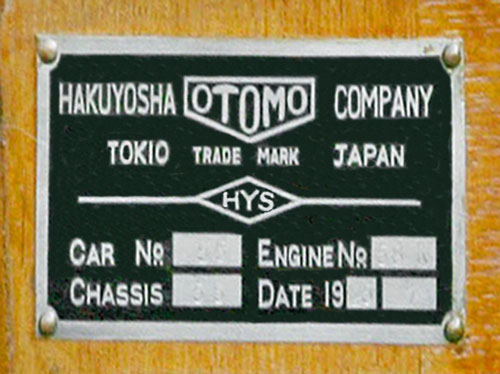 HAKUYOSHA OTOMO COMPANY
TOKIO TRADE MARK JAPAN
HYS
CAR No ENGINE No
CHASSIS DATE 19